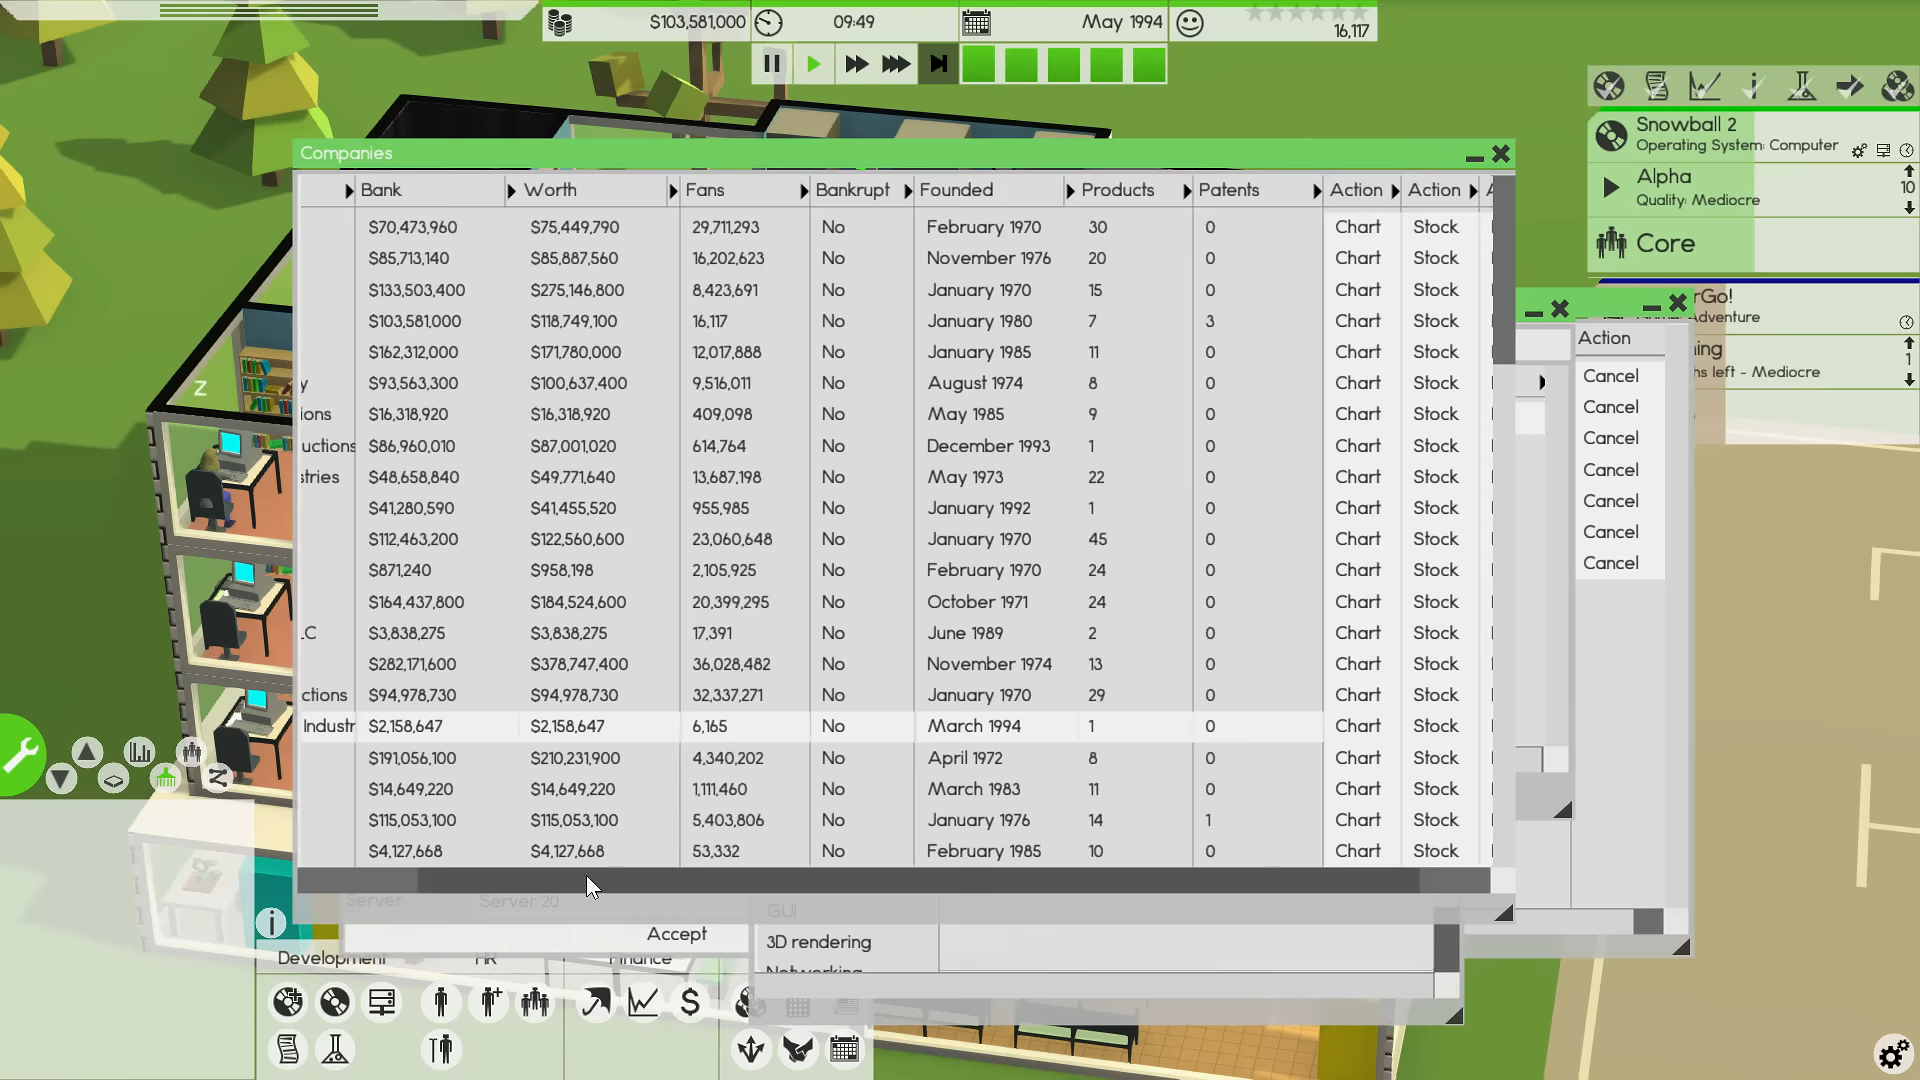 $103,581,000 09:49 May 1994
16,117
Companies
Bank Worth Fans Bankrupt Founded Products Patents Action Action
$70,473,960 $75,449,790 29,711,293 No February 1970 30 0 Chart Stock
$85,713,140 $85,887,560 16,202,623 No November 1976 20 0 Chart Stock
$133,503,400 $275,146,800 8,423,691 No January 1970 15 0 Chart Stock
$103,581,000 $118,749,100 16,117 No January 1980 7 3 Chart Stock
$162,312,000 $171,780,000 12,017,888 No January 1985 11 0 Chart Stock
y $93,563,300 $100,637,400 9,516,011 No August 1974 8 0 Chart Stock
ions $16,318,920 $16,318,920 409,098 No May 1985 9 0 Chart Stock
uctions $86,960,010 $87,001,020 614,764 No December 1993 1 0 Chart Stock
stries $48,658,840 $49,771,640 13,687,198 No May 1973 22 0 Chart Stock
$41,280,590 $41,455,520 955,985 No January 1992 1 0 Chart Stock
$112,463,200 $122,560,600 23,060,648 No January 1970 45 0 Chart Stock
$871,240 $958,198 2,105,925 No February 1970 24 0 Chart Stock
$164,437,800 $184,524,600 20,399,295 No October 1971 24 0 Chart Stock
LC $3,838,275 $3,838,275 17,391 No June 1989 2 0 Chart Stock
$282,171,600 $378,747,400 36,028,482 No November 1974 13 0 Chart Stock
ctions $94,978,730 $94,978,730 32,337,271 No January 1970 29 0 Chart Stock
Industr $2,158,647 $2,158,647 6,165 No March 1994 1 0 Chart Stock
$191,056,100 $210,231,900 4,340,202 No April 1972 8 0 Chart Stock
$14,649,220 $14,649,220 1,111,460 No March 1983 11 0 Chart Stock
$115,053,100 $115,053,100 5,403,806 No January 1976 14 1 Chart Stock
$4,127,668 $4,127,668 53,332 No February 1985 10 0 Chart Stock
Snowball 2
Operating System: Computer
Alpha
Quality: Mediocre
10
Core
rGo!
Adventure
ing
hs left - Mediocre
1
Action
Cancel
Cancel
Cancel
Cancel
Cancel
Cancel
Cancel
Z
Server Server 20
Accept
GUI
3D rendering
Networking
Development HR Finance